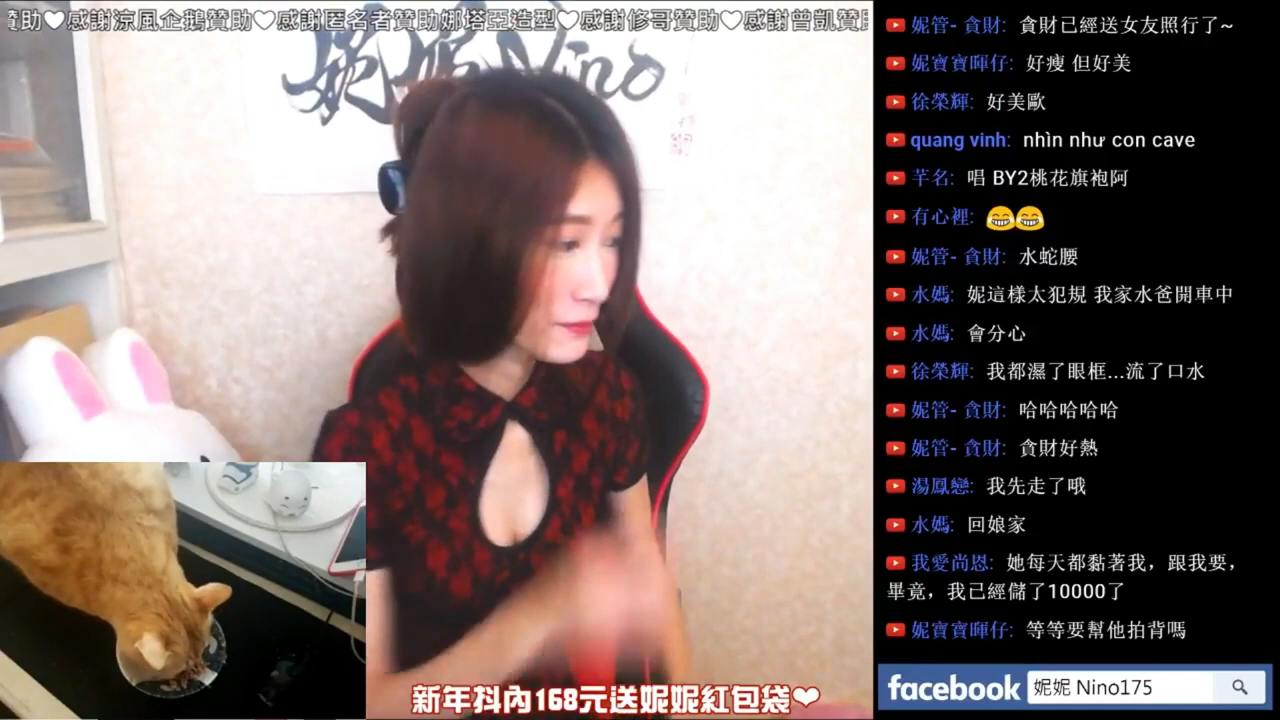 贊助♡感謝涼風企鵝贊助♡感謝匿名者贊助娜塔亞造型♡感謝修哥贊助♡感謝曾凱贊助
妮妮Nino
妮管- 貪財: 貪財已經送女友照行了~
妮寶寶暉仔: 好瘦 但好美
徐榮輝: 好美歐
quang vinh: nhìn như con cave
芊名: 唱 BY2桃花旗袍阿
有心裡: 😂😂
妮管- 貪財: 水蛇腰
水媽: 妮這樣太犯規 我家水爸開車中
水媽: 會分心
徐榮輝: 我都濕了眼框...流了口水
妮管- 貪財: 哈哈哈哈哈
妮管- 貪財: 貪財好熱
湯鳳戀: 我先走了哦
水媽: 回娘家
我愛尚恩: 她每天都黏著我，跟我要，
畢竟，我已經儲了10000了
妮寶寶暉仔: 等等要幫他拍背嗎
新年抖內168元送妮妮紅包袋❤
facebook 妮妮 Nino175